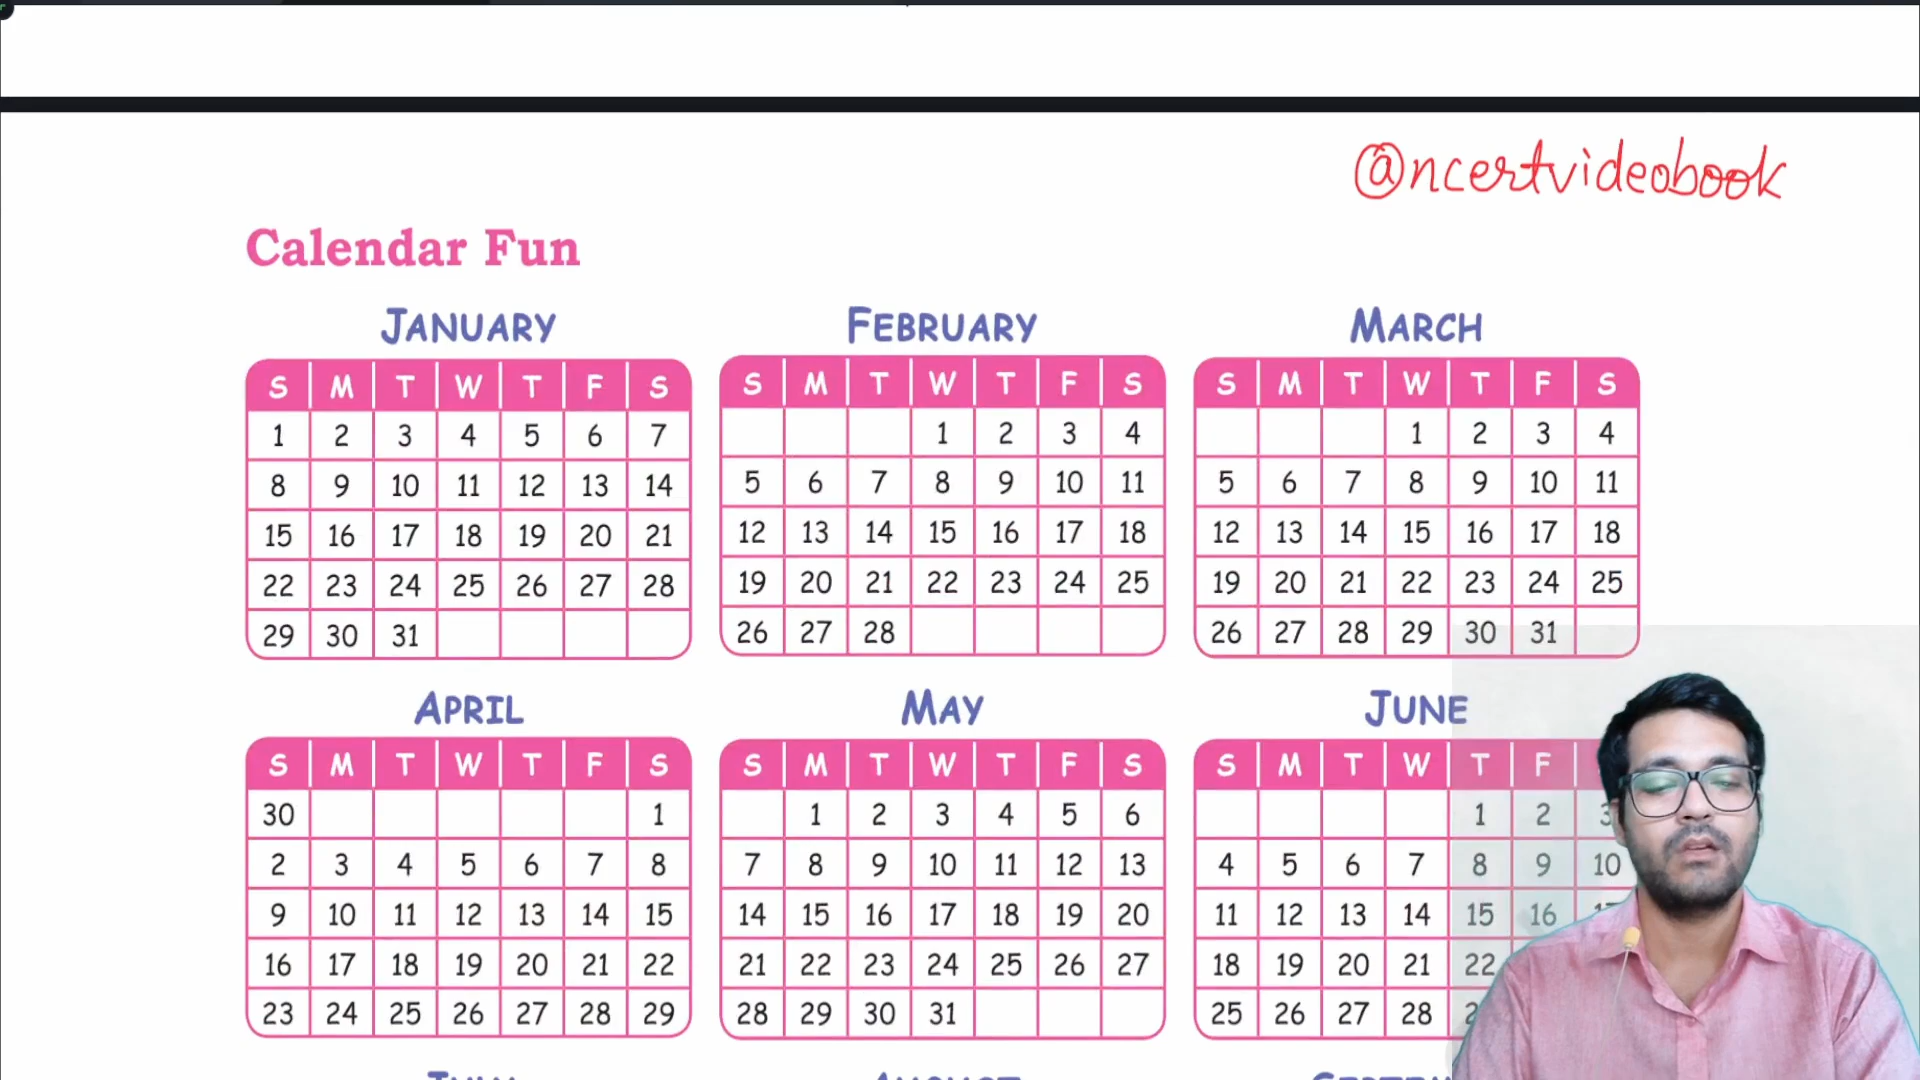 @ncertvideobook
Calendar Fun
JANUARY FEBRUARY MARCH
S M T W T F S S M T W T F S S M T W T F S
1 2 3 4 5 6 7 1 2 3 4 1 2 3 4
8 9 10 11 12 13 14 5 6 7 8 9 10 11 5 6 7 8 9 10 11
15 16 17 18 19 20 21 12 13 14 15 16 17 18 12 13 14 15 16 17 18
22 23 24 25 26 27 28 19 20 21 22 23 24 25 19 20 21 22 23 24 25
29 30 31 26 27 28 26 27 28 29 30 31
APRIL MAY JUNE
S M T W T F S S M T W T F S S M T W T F
30 1 1 2 3 4 5 6 1 2 3
2 3 4 5 6 7 8 7 8 9 10 11 12 13 4 5 6 7 8 9 10
9 10 11 12 13 14 15 14 15 16 17 18 19 20 11 12 13 14 15 16
16 17 18 19 20 21 22 21 22 23 24 25 26 27 18 19 20 21 22
23 24 25 26 27 28 29 28 29 30 31 25 26 27 28